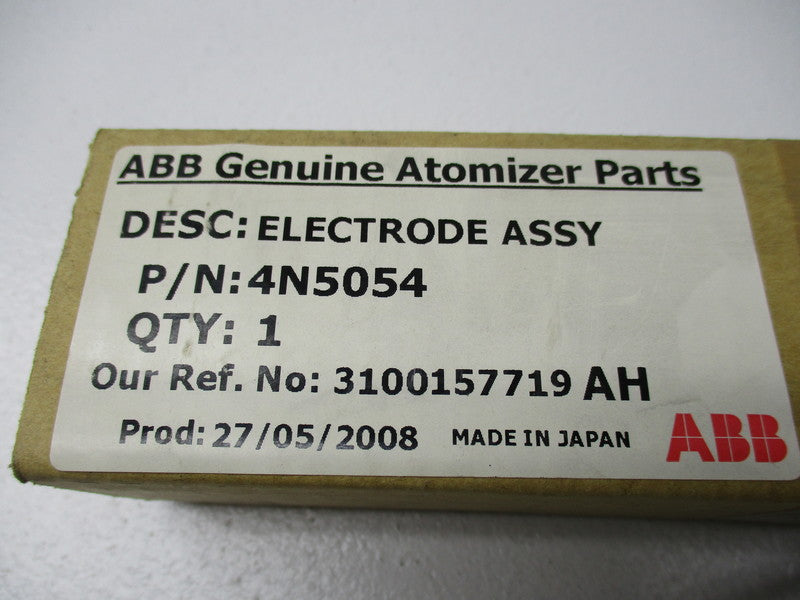 ABB Genuine Atomizer Parts
DESC: ELECTRODE ASSY
P/N: 4N5054
QTY: 1
Our Ref. No: 3100157719 AH
Prod: 27/05/2008 MADE IN JAPAN ABB